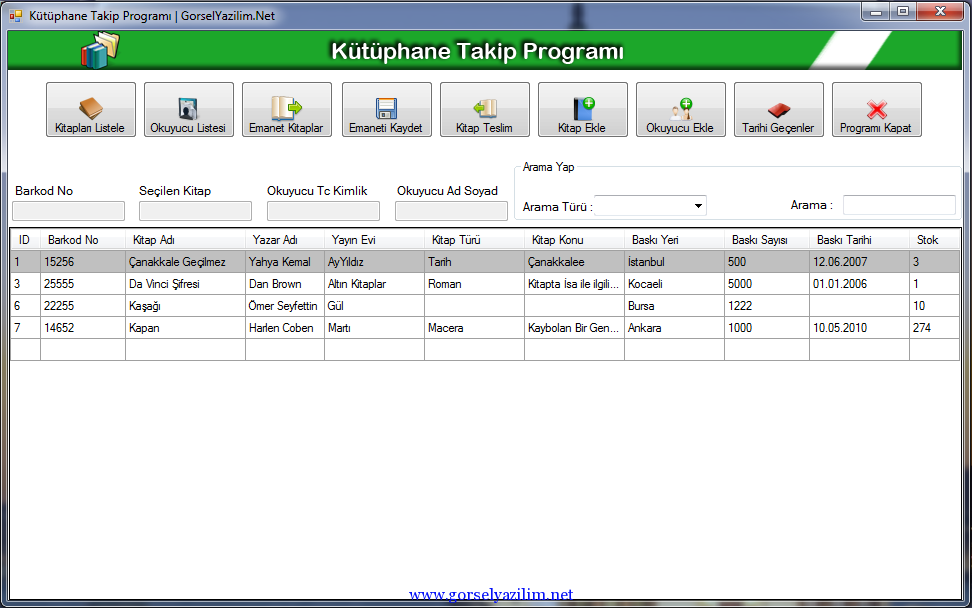 Kütüphane Takip Programı | GorselYazilim.Net
Kütüphane Takip Programı
Kitapları Listele Okuyucu Listesi Emanet Kitaplar Emaneti Kaydet Kitap Teslim Kitap Ekle Okuyucu Ekle Tarihi Geçenler Programı Kapat
Arama Yap
Barkod No Seçilen Kitap Okuyucu Tc Kimlik Okuyucu Ad Soyad
Arama Türü : Arama :
ID Barkod No Kitap Adı Yazar Adı Yayın Evi Kitap Türü Kitap Konu Baskı Yeri Baskı Sayısı Baskı Tarihi Stok
1 15256 Çanakkale Geçilmez Yahya Kemal AyYıldız Tarih Çanakkalee İstanbul 500 12.06.2007 3
3 25555 Da Vinci Şifresi Dan Brown Altın Kitaplar Roman Kitapta İsa ile ilgili... Kocaeli 5000 01.01.2006 1
6 22255 Kaşağı Ömer Seyfettin Gül Bursa 1222 10
7 14652 Kapan Harlen Coben Martı Macera Kaybolan Bir Gen... Ankara 1000 10.05.2010 274
www.gorselyazilim.net